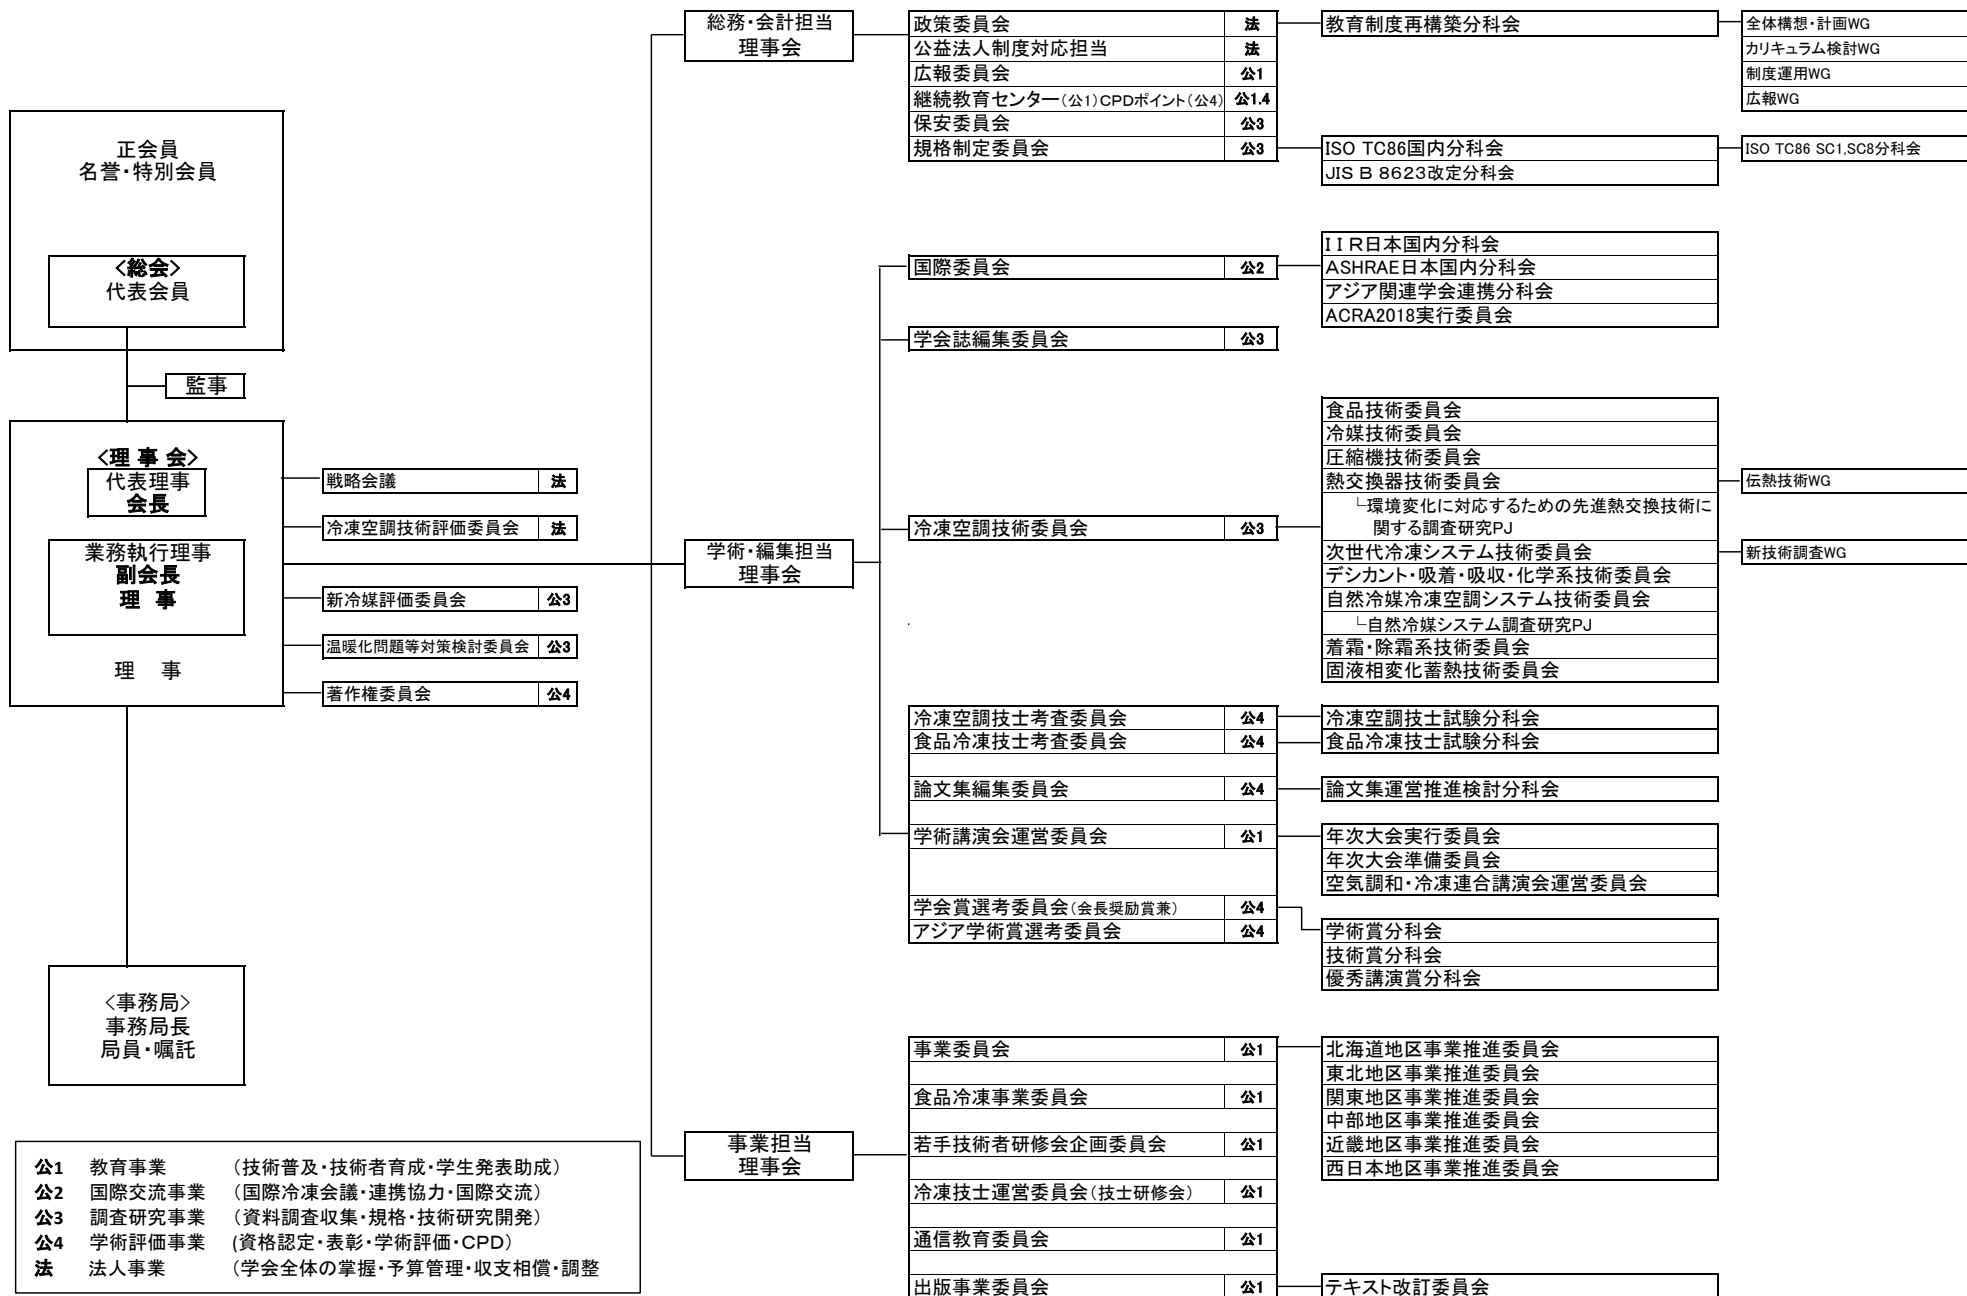 正会員
名誉・特別会員
<総会>
代表会員
監事
<理 事 会>
代表理事
会長
業務執行理事
副会長
理 事
理 事
<事務局>
事務局長
局員・嘱託
戦略会議 法
冷凍空調技術評価委員会 法
新冷媒評価委員会 公3
温暖化問題等対策検討委員会 公3
著作権委員会 公4
総務・会計担当
理事会
政策委員会 法
公益法人制度対応担当 法
広報委員会 公1
継続教育センター(公1)CPDポイント(公4) 公1.4
保安委員会 公3
規格制定委員会 公3
教育制度再構築分科会
全体構想・計画WG
カリキュラム検討WG
制度運用WG
広報WG
ISO TC86国内分科会
JIS B 8623改定分科会
ISO TC86 SC1,SC8分科会
学術・編集担当
理事会
国際委員会 公2
IIR日本国内分科会
ASHRAE日本国内分科会
アジア関連学会連携分科会
ACRA2018実行委員会
学会誌編集委員会 公3
冷凍空調技術委員会 公3
食品技術委員会
冷媒技術委員会
圧縮機技術委員会
熱交換器技術委員会
└環境変化に対応するための先進熱交換技術に
関する調査研究PJ
次世代冷凍システム技術委員会
デシカント・吸着・吸収・化学系技術委員会
自然冷媒冷凍空調システム技術委員会
└自然冷媒システム調査研究PJ
着霜・除霜系技術委員会
固液相変化蓄熱技術委員会
伝熱技術WG
新技術調査WG
冷凍空調技士考査委員会 公4
食品冷凍技士考査委員会 公4
冷凍空調技士試験分科会
食品冷凍技士試験分科会
論文集編集委員会 公4
論文集運営推進検討分科会
学術講演会運営委員会 公1
年次大会実行委員会
年次大会準備委員会
空気調和・冷凍連合講演会運営委員会
学会賞選考委員会(会長奨励賞兼) 公4
アジア学術賞選考委員会 公4
学術賞分科会
技術賞分科会
優秀講演賞分科会
事業担当
理事会
事業委員会 公1
食品冷凍事業委員会 公1
若手技術者研修会企画委員会 公1
冷凍技士運営委員会(技士研修会) 公1
通信教育委員会 公1
出版事業委員会 公1
北海道地区事業推進委員会
東北地区事業推進委員会
関東地区事業推進委員会
中部地区事業推進委員会
近畿地区事業推進委員会
西日本地区事業推進委員会
テキスト改訂委員会
公1 教育事業 (技術普及・技術者育成・学生発表助成)
公2 国際交流事業 (国際冷凍会議・連携協力・国際交流)
公3 調査研究事業 (資料調査収集・規格・技術研究開発)
公4 学術評価事業 (資格認定・表彰・学術評価・CPD)
法 法人事業 (学会全体の掌握・予算管理・収支相償・調整